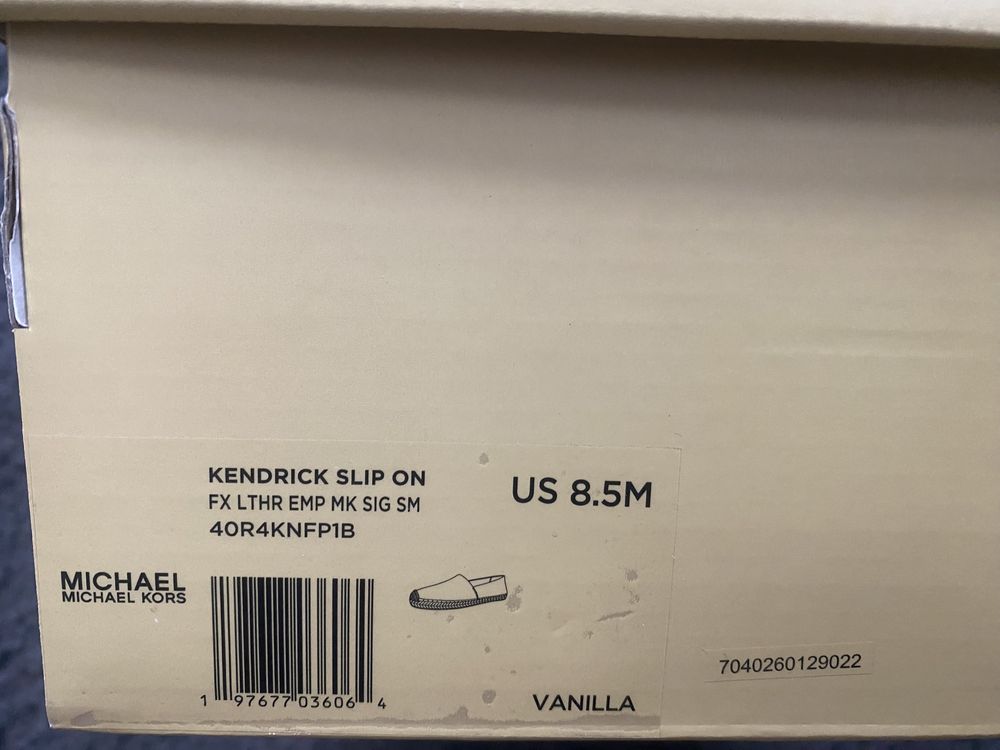 KENDRICK SLIP ON
FX LTHR EMP MK SIG SM
40R4KNFP1B
US 8.5M
MICHAEL
MICHAEL KORS
1 97677 03606 4
VANILLA
7040260129022